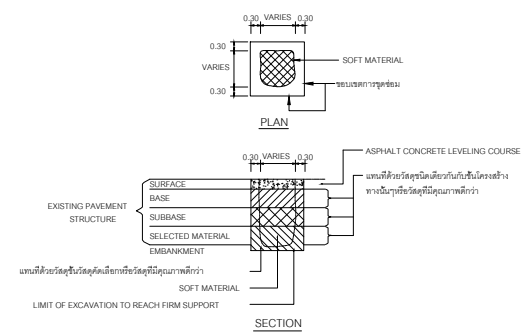 0.30 VARIES 0.30
0.30
VARIES
0.30
SOFT MATERIAL
ขอบเขตการขุดซ่อม
PLAN
0.30 VARIES 0.30
ASPHALT CONCRETE LEVELING COURSE
SURFACE
BASE
SUBBASE
SELECTED MATERIAL
EMBANKMENT
EXISTING PAVEMENT
STRUCTURE
แทนที่ด้วยวัสดุชนิดเดียวกันกับชั้นโครงสร้าง
ทางนั้นๆหรือวัสดุที่มีคุณภาพดีกว่า
แทนที่ด้วยวัสดุชั้นวัสดุคัดเลือกหรือวัสดุที่มีคุณภาพดีกว่า
SOFT MATERIAL
LIMIT OF EXCAVATION TO REACH FIRM SUPPORT
SECTION